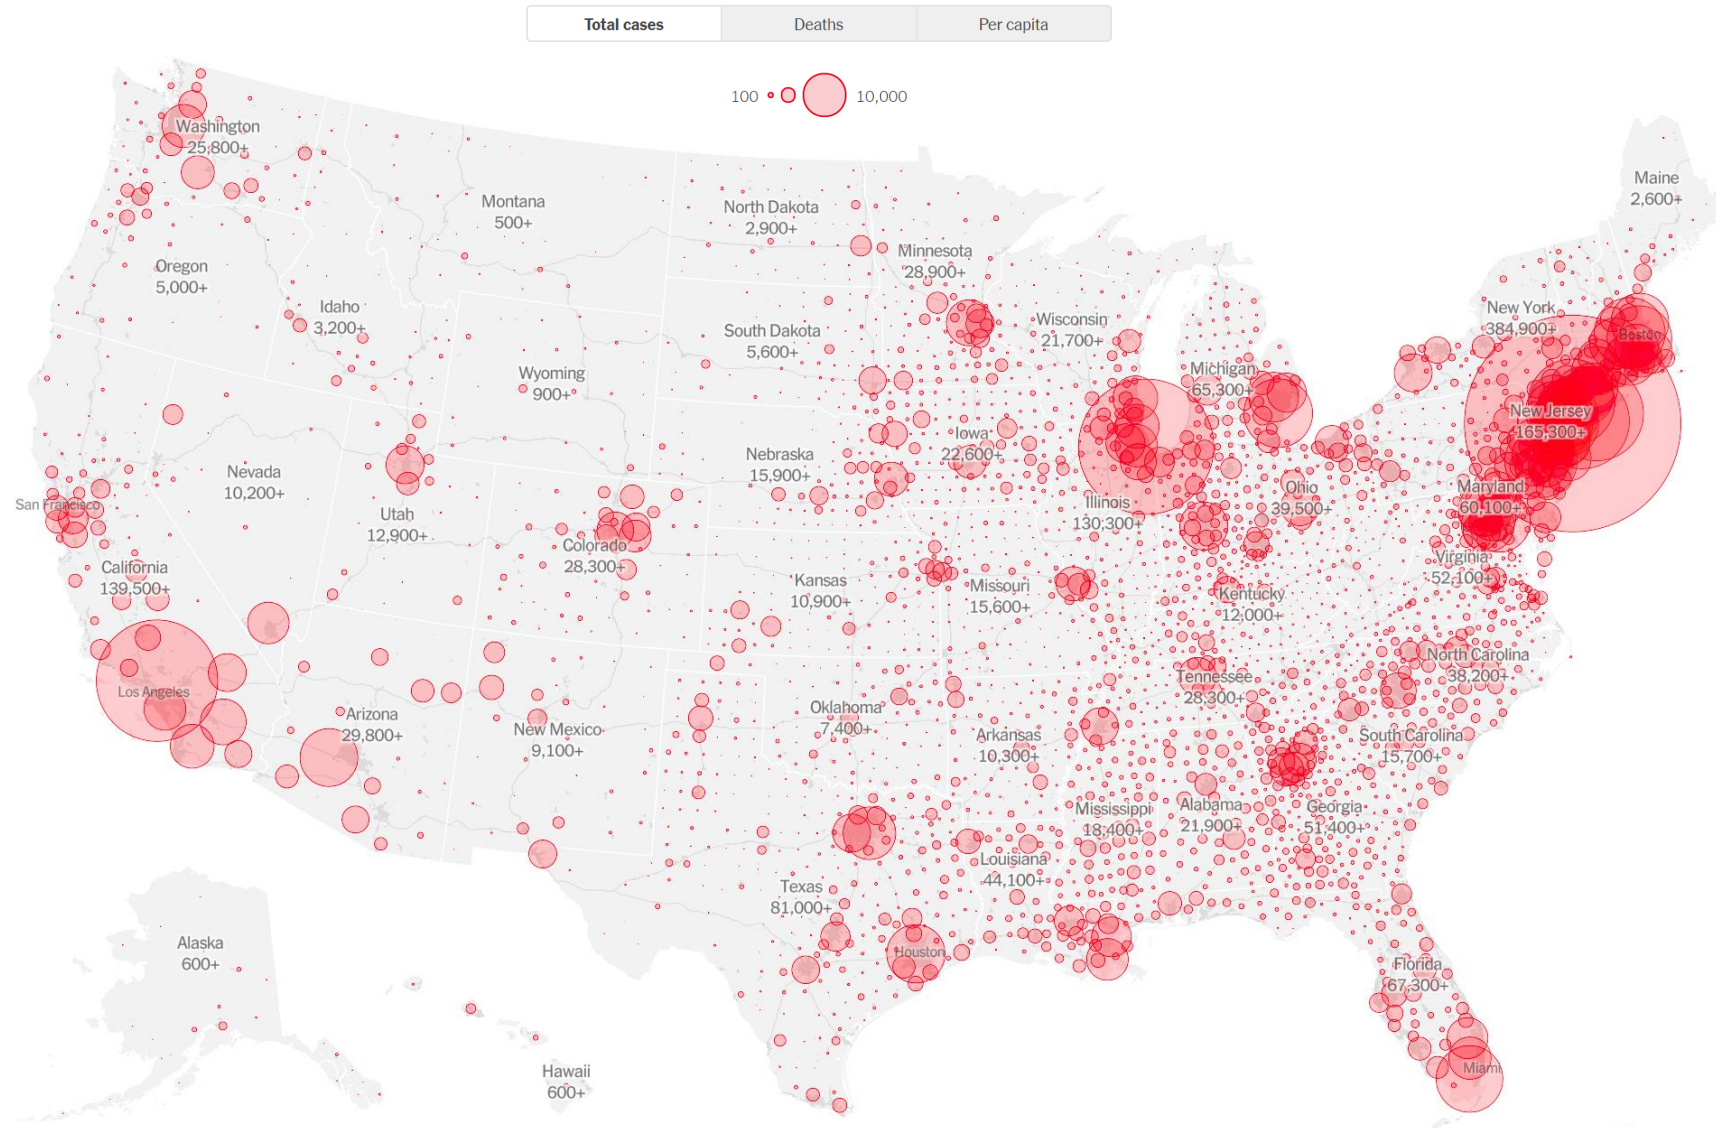 Total cases
Deaths
Per capita
100
10,000
Washington
25,800+
Montana
500+
North Dakota
2,900+
Minnesota
28,900+
Maine
2,600+
Oregon
5,000+
Idaho
3,200+
South Dakota
5,600+
Wisconsin
21,700+
New York
384,900+
Boston
Wyoming
900+
Michigan
65,300+
New Jersey
165,300+
Nevada
10,200+
Nebraska
15,900+
Iowa
22,600+
San Francisco
Utah
12,900+
Illinois
130,300+
Ohio
39,500+
Maryland
60,100+
Colorado
28,300+
California
139,500+
Kansas
10,900+
Missouri
15,600+
Kentucky
12,000+
Virginia
52,100+
Los Angeles
Arizona
29,800+
New Mexico
9,100+
Oklahoma
7,400+
Arkansas
10,300+
Tennessee
28,300+
North Carolina
38,200+
South Carolina
15,700+
Mississippi
18,400+
Alabama
21,900+
Georgia
51,400+
Louisiana
44,100+
Texas
81,000+
Houston
Alaska
600+
Florida
67,300+
Miami
Hawaii
600+